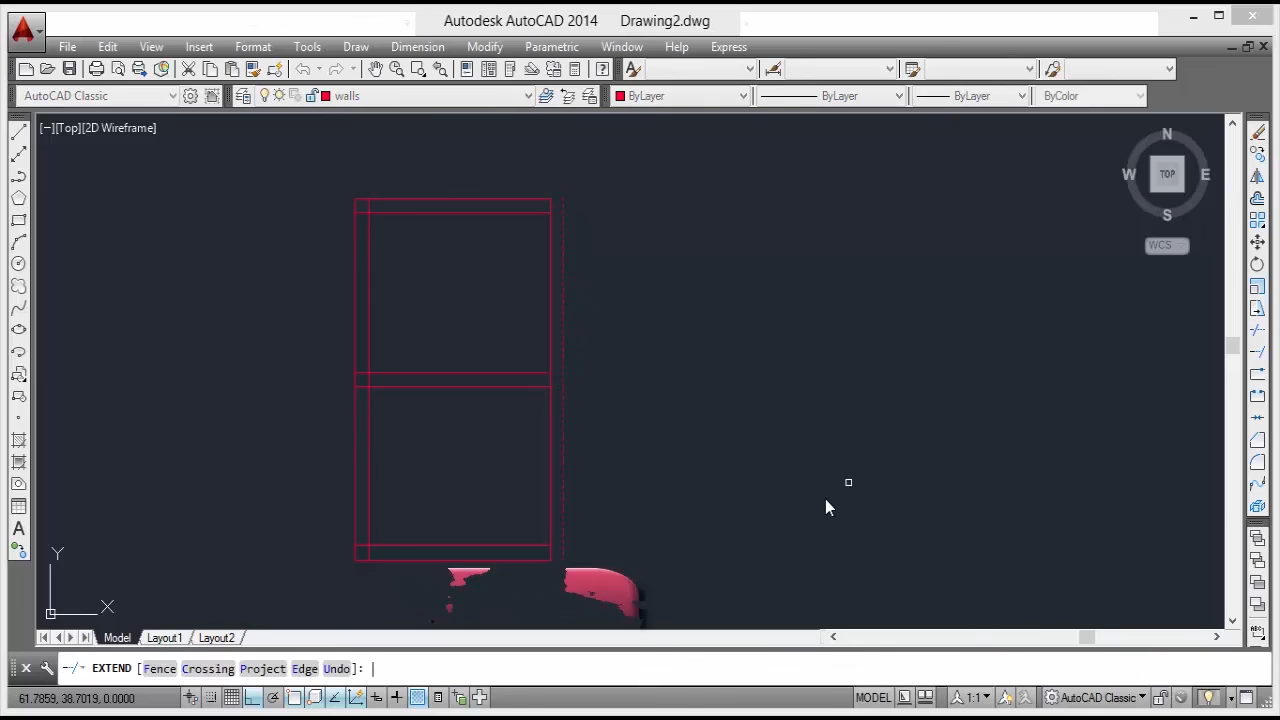 Autodesk AutoCAD 2014 Drawing2.dwg
File Edit View Insert Format Tools Draw Dimension Modify Parametric Window Help Express
AutoCAD Classic walls ByLayer ByLayer ByLayer ByColor
[−][Top][2D Wireframe]
N
W TOP E
S
WCS
Y
X
Model Layout1 Layout2
EXTEND [Fence Crossing Project Edge Undo]:
61.7859, 38.7019, 0.0000 MODEL 1:1 AutoCAD Classic